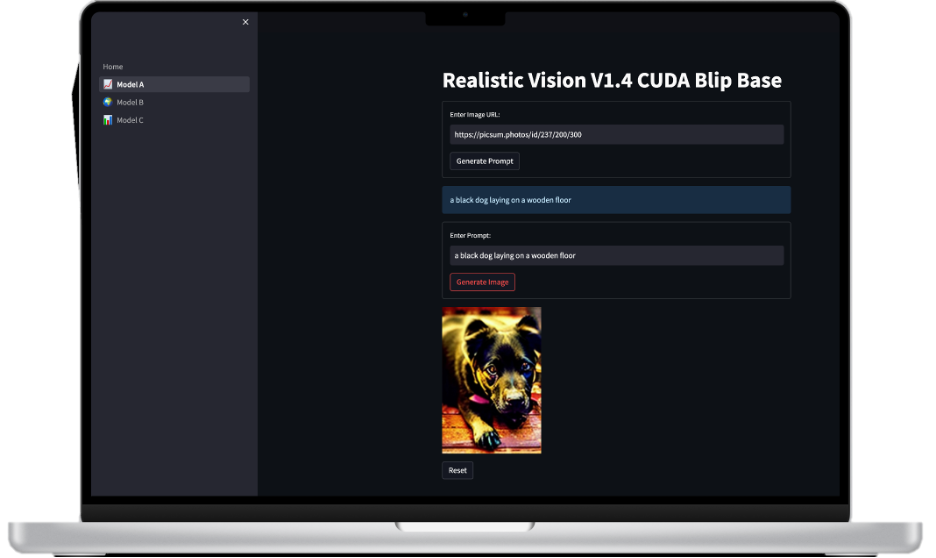 Home
Model A
Model B
Model C
Realistic Vision V1.4 CUDA Blip Base
Enter Image URL:
https://picsum.photos/id/237/200/300
Generate Prompt
a black dog laying on a wooden floor
Enter Prompt:
a black dog laying on a wooden floor
Generate Image
Reset